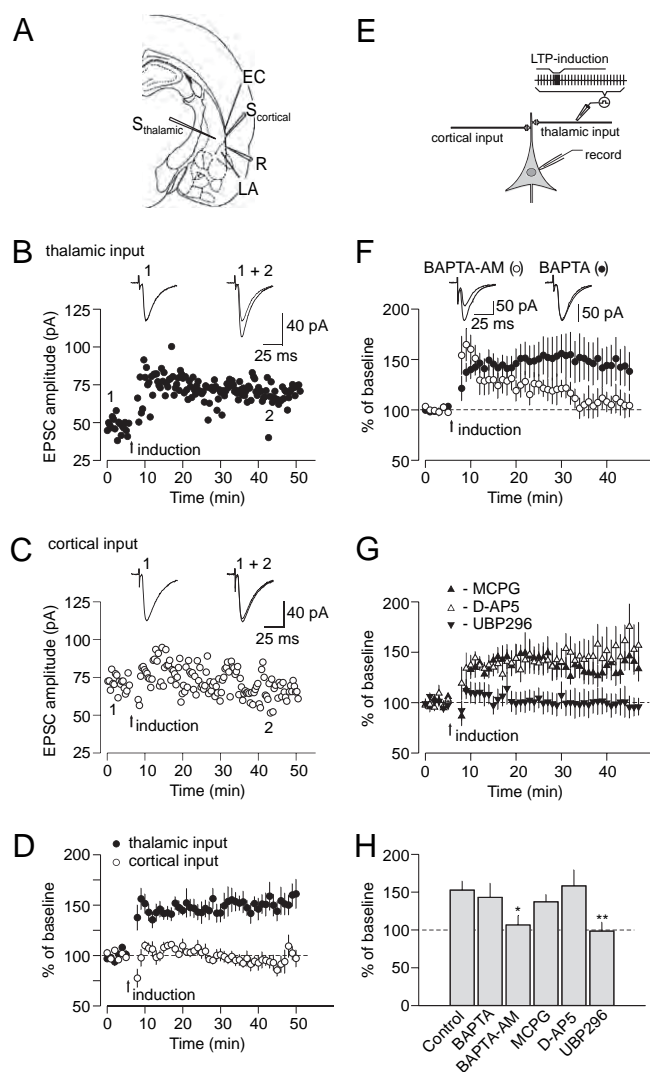 A
EC
S cortical
S thalamic
R
LA
B thalamic input
1
1 + 2
40 pA
25 ms
EPSC amplitude (pA)
125
100
75
50
25
1
2
induction
0 10 20 30 40 50
Time (min)
C cortical input
1
1 + 2
40 pA
25 ms
EPSC amplitude (pA)
125
100
75
50
25
1
2
induction
0 10 20 30 40 50
Time (min)
D
thalamic input
cortical input
% of baseline
200
150
100
50
induction
0 10 20 30 40 50
Time (min)
E
LTP-induction
cortical input
thalamic input
record
F
BAPTA-AM (○) BAPTA (●)
50 pA
25 ms
50 pA
% of baseline
200
150
100
50
induction
0 10 20 30 40
Time (min)
G
▲ - MCPG
△ - D-AP5
▼ - UBP296
% of baseline
200
150
100
50
induction
0 10 20 30 40
Time (min)
H
% of baseline
200
150
100
50
0
*
**
Control
BAPTA
BAPTA-AM
MCPG
D-AP5
UBP296